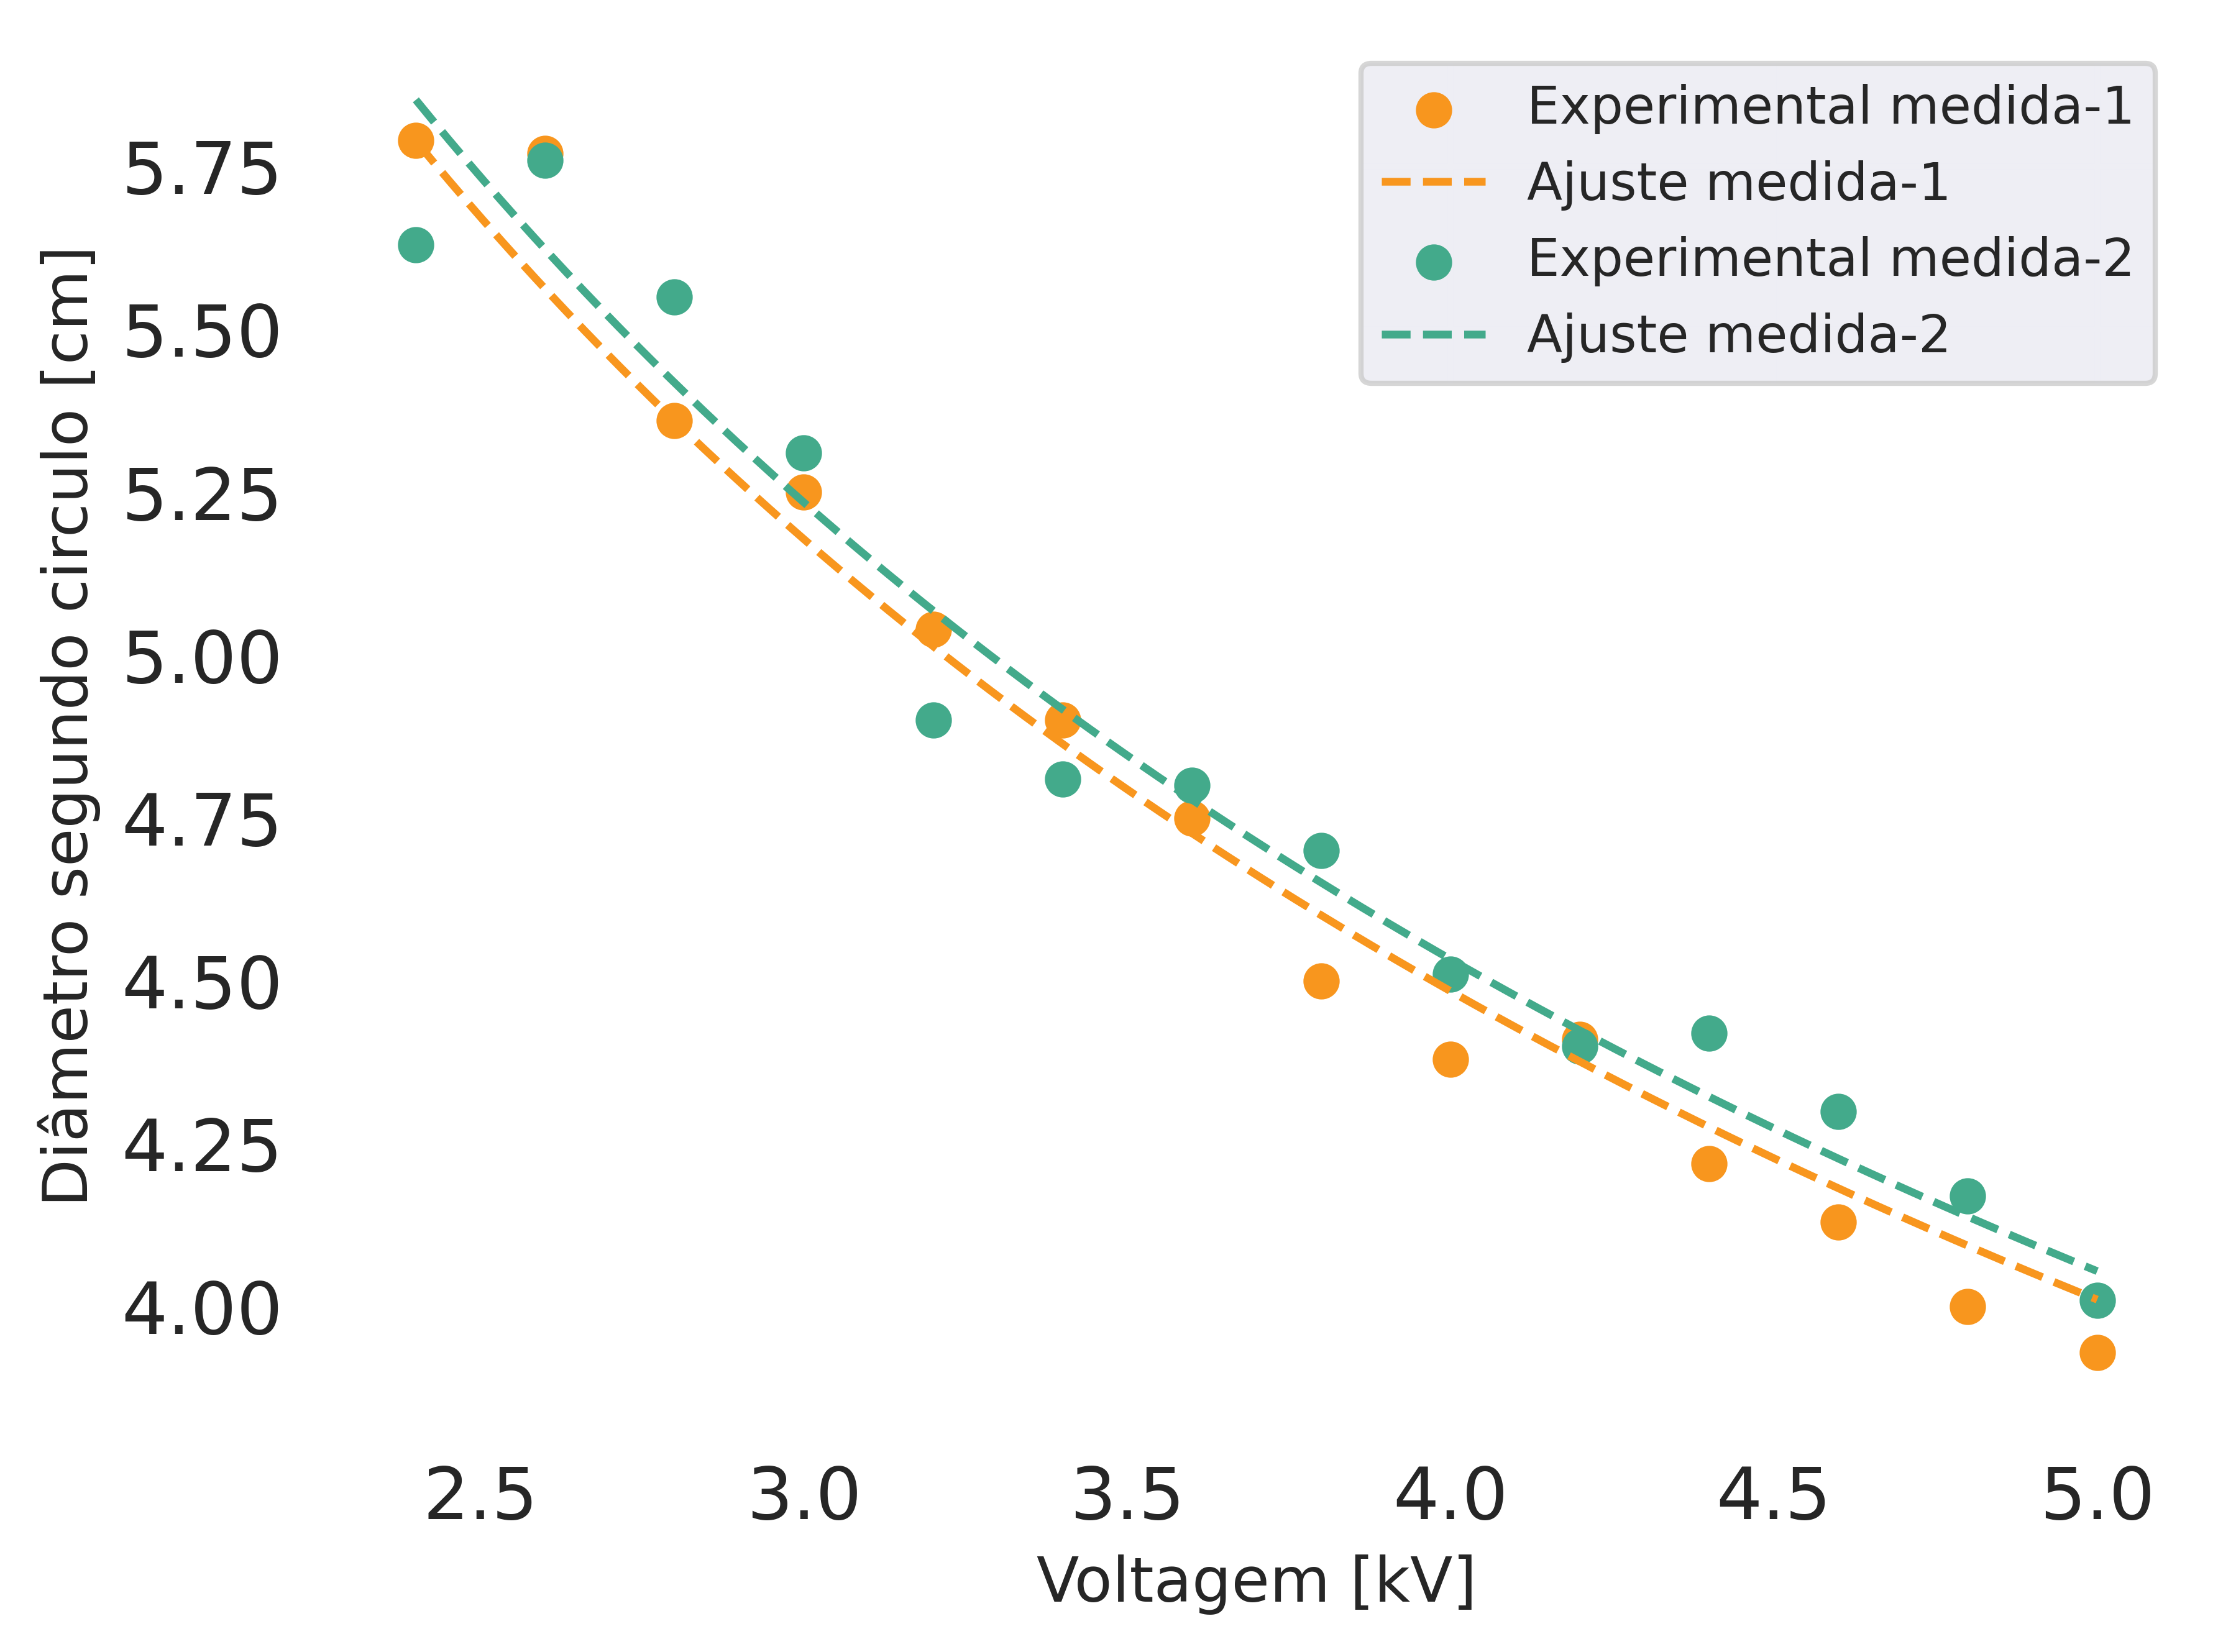 Experimental medida-1
Ajuste medida-1
Experimental medida-2
Ajuste medida-2
Diâmetro segundo circulo [cm]
5.75
5.50
5.25
5.00
4.75
4.50
4.25
4.00
2.5 3.0 3.5 4.0 4.5 5.0
Voltagem [kV]